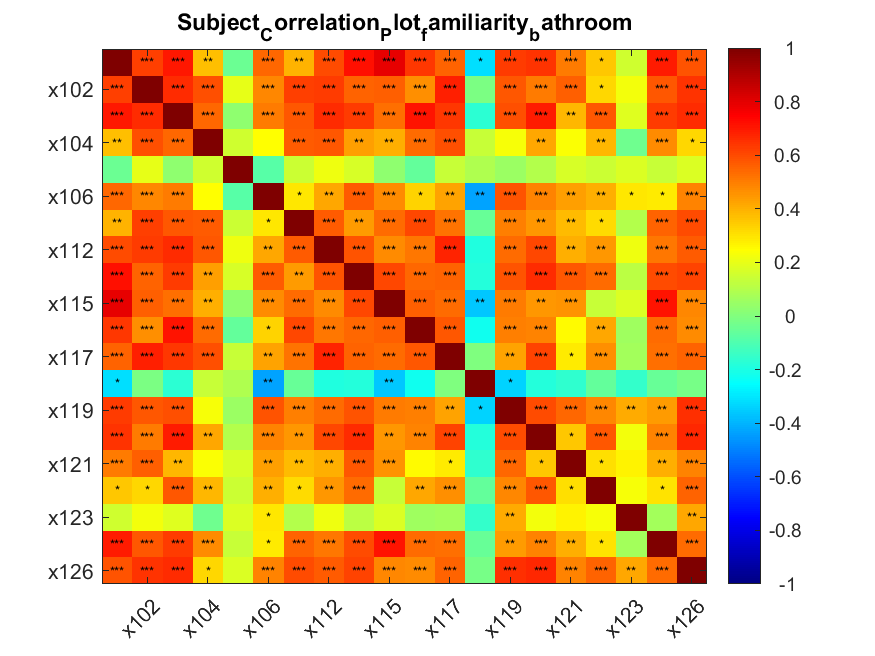 SubjectCorrelationPlotfamiliaritybathroom
x102
x104
x106
x112
x115
x117
x119
x121
x123
x126
x102
x104
x106
x112
x115
x117
x119
x121
x123
x126
1
0.8
0.6
0.4
0.2
0
-0.2
-0.4
-0.6
-0.8
-1